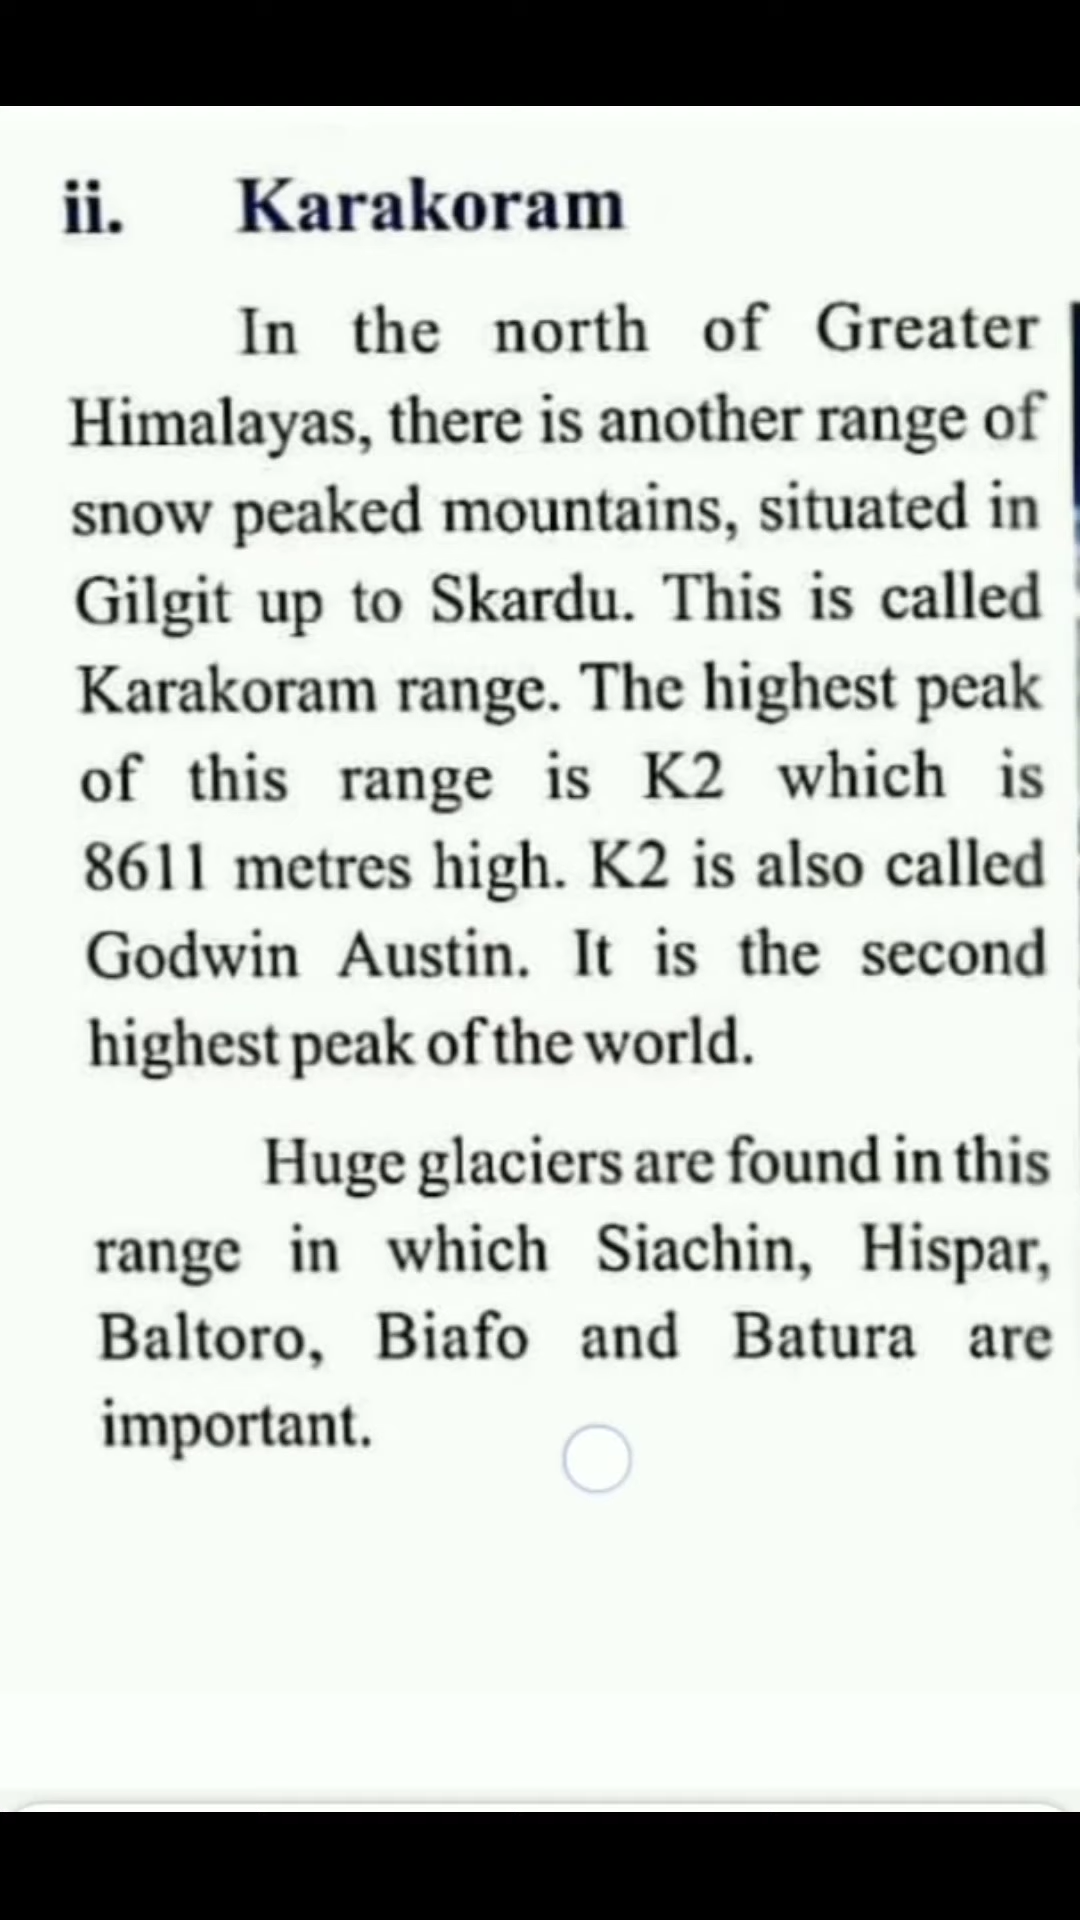 ii. Karakoram
In the north of Greater
Himalayas, there is another range of
snow peaked mountains, situated in
Gilgit up to Skardu. This is called
Karakoram range. The highest peak
of this range is K2 which is
8611 metres high. K2 is also called
Godwin Austin. It is the second
highest peak of the world.
Huge glaciers are found in this
range in which Siachin, Hispar,
Baltoro, Biafo and Batura are
important.